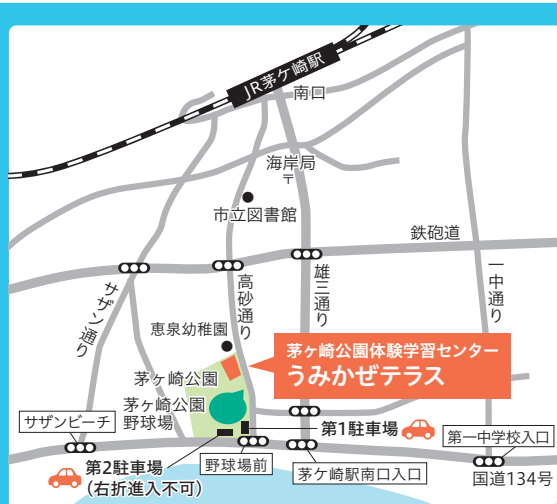 JR茅ケ崎駅
南口
海岸局
〒
市立図書館
鉄砲道
サザン通り
高砂通り
雄三通り
一中通り
恵泉幼稚園
茅ヶ崎公園体験学習センター
うみかぜテラス
茅ヶ崎公園
茅ヶ崎公園
野球場
サザンビーチ
第1駐車場
第一中学校入口
第2駐車場
(右折進入不可)
野球場前
茅ケ崎駅南口入口
国道134号